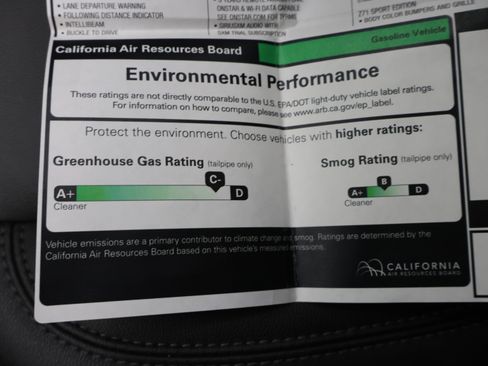 • LANE DEPARTURE WARNING
• FOLLOWING DISTANCE INDICATOR
• INTELLIBEAM
• BUCKLE TO DRIVE
ONSTAR & WI-FI DATA CAPABLE
SEE ONSTAR.COM FOR TERMS
• SIRIUSXM AUDIO WITH
SXM TRIAL SUBSCRIPTION
771 SPORT EDITION
• BODY COLOR BUMPERS AND GRILLE
California Air Resources Board
Gasoline Vehicle
Environmental Performance
These ratings are not directly comparable to the U.S. EPA/DOT light-duty vehicle label ratings.
For information on how to compare, please see www.arb.ca.gov/ep_label.
Protect the environment. Choose vehicles with higher ratings:
Greenhouse Gas Rating (tailpipe only)
C-
A+ D
Cleaner
Smog Rating (tailpipe only)
B
A+ D
Cleaner
Vehicle emissions are a primary contributor to climate change and smog. Ratings are determined by the
California Air Resources Board based on this vehicle's measured emissions.
CALIFORNIA
AIR RESOURCES BOARD